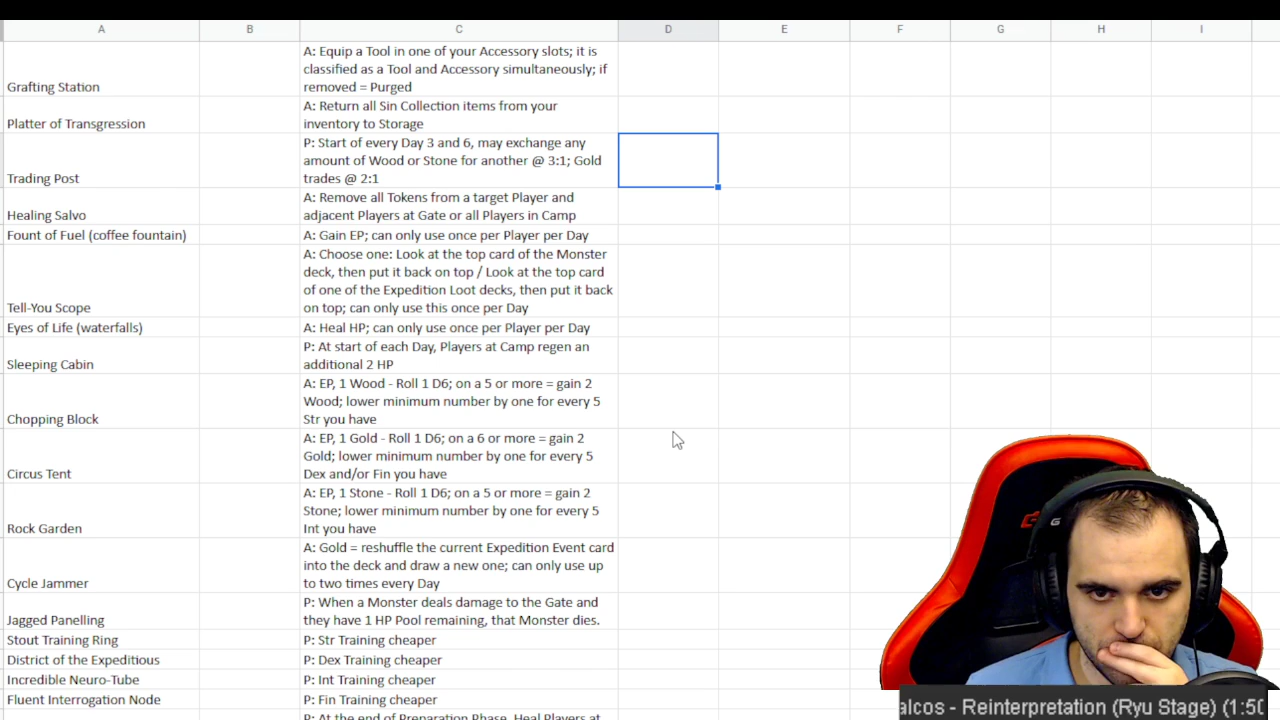 A B C D E F G H I
A: Equip a Tool in one of your Accessory slots; it is
classified as a Tool and Accessory simultaneously; if
Grafting Station removed = Purged
A: Return all Sin Collection items from your
Platter of Transgression inventory to Storage
P: Start of every Day 3 and 6, may exchange any
amount of Wood or Stone for another @ 3:1; Gold
Trading Post trades @ 2:1
A: Remove all Tokens from a target Player and
Healing Salvo adjacent Players at Gate or all Players in Camp
Fount of Fuel (coffee fountain) A: Gain EP; can only use once per Player per Day
A: Choose one: Look at the top card of the Monster
deck, then put it back on top / Look at the top card
of one of the Expedition Loot decks, then put it back
Tell-You Scope on top; can only use this once per Day
Eyes of Life (waterfalls) A: Heal HP; can only use once per Player per Day
P: At start of each Day, Players at Camp regen an
Sleeping Cabin additional 2 HP
A: EP, 1 Wood - Roll 1 D6; on a 5 or more = gain 2
Wood; lower minimum number by one for every 5
Chopping Block Str you have
A: EP, 1 Gold - Roll 1 D6; on a 6 or more = gain 2
Gold; lower minimum number by one for every 5
Circus Tent Dex and/or Fin you have
A: EP, 1 Stone - Roll 1 D6; on a 5 or more = gain 2
Stone; lower minimum number by one for every 5
Rock Garden Int you have
A: Gold = reshuffle the current Expedition Event card
into the deck and draw a new one; can only use up
Cycle Jammer to two times every Day
P: When a Monster deals damage to the Gate and
Jagged Panelling they have 1 HP Pool remaining, that Monster dies.
Stout Training Ring P: Str Training cheaper
District of the Expeditious P: Dex Training cheaper
Incredible Neuro-Tube P: Int Training cheaper
Fluent Interrogation Node P: Fin Training cheaper
P: At the end of Preparation Phase, Heal Players at
alcos - Reinterpretation (Ryu Stage) (1:50